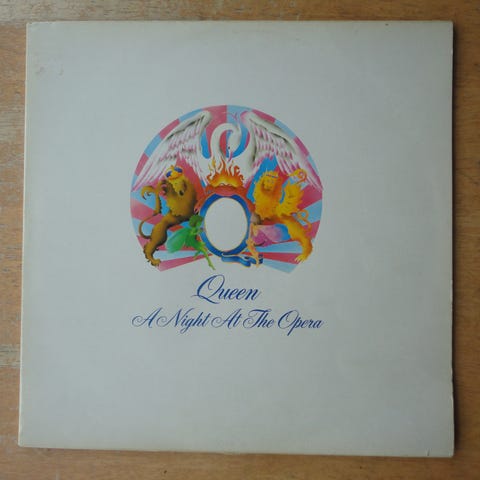 Queen
A Night At The Opera